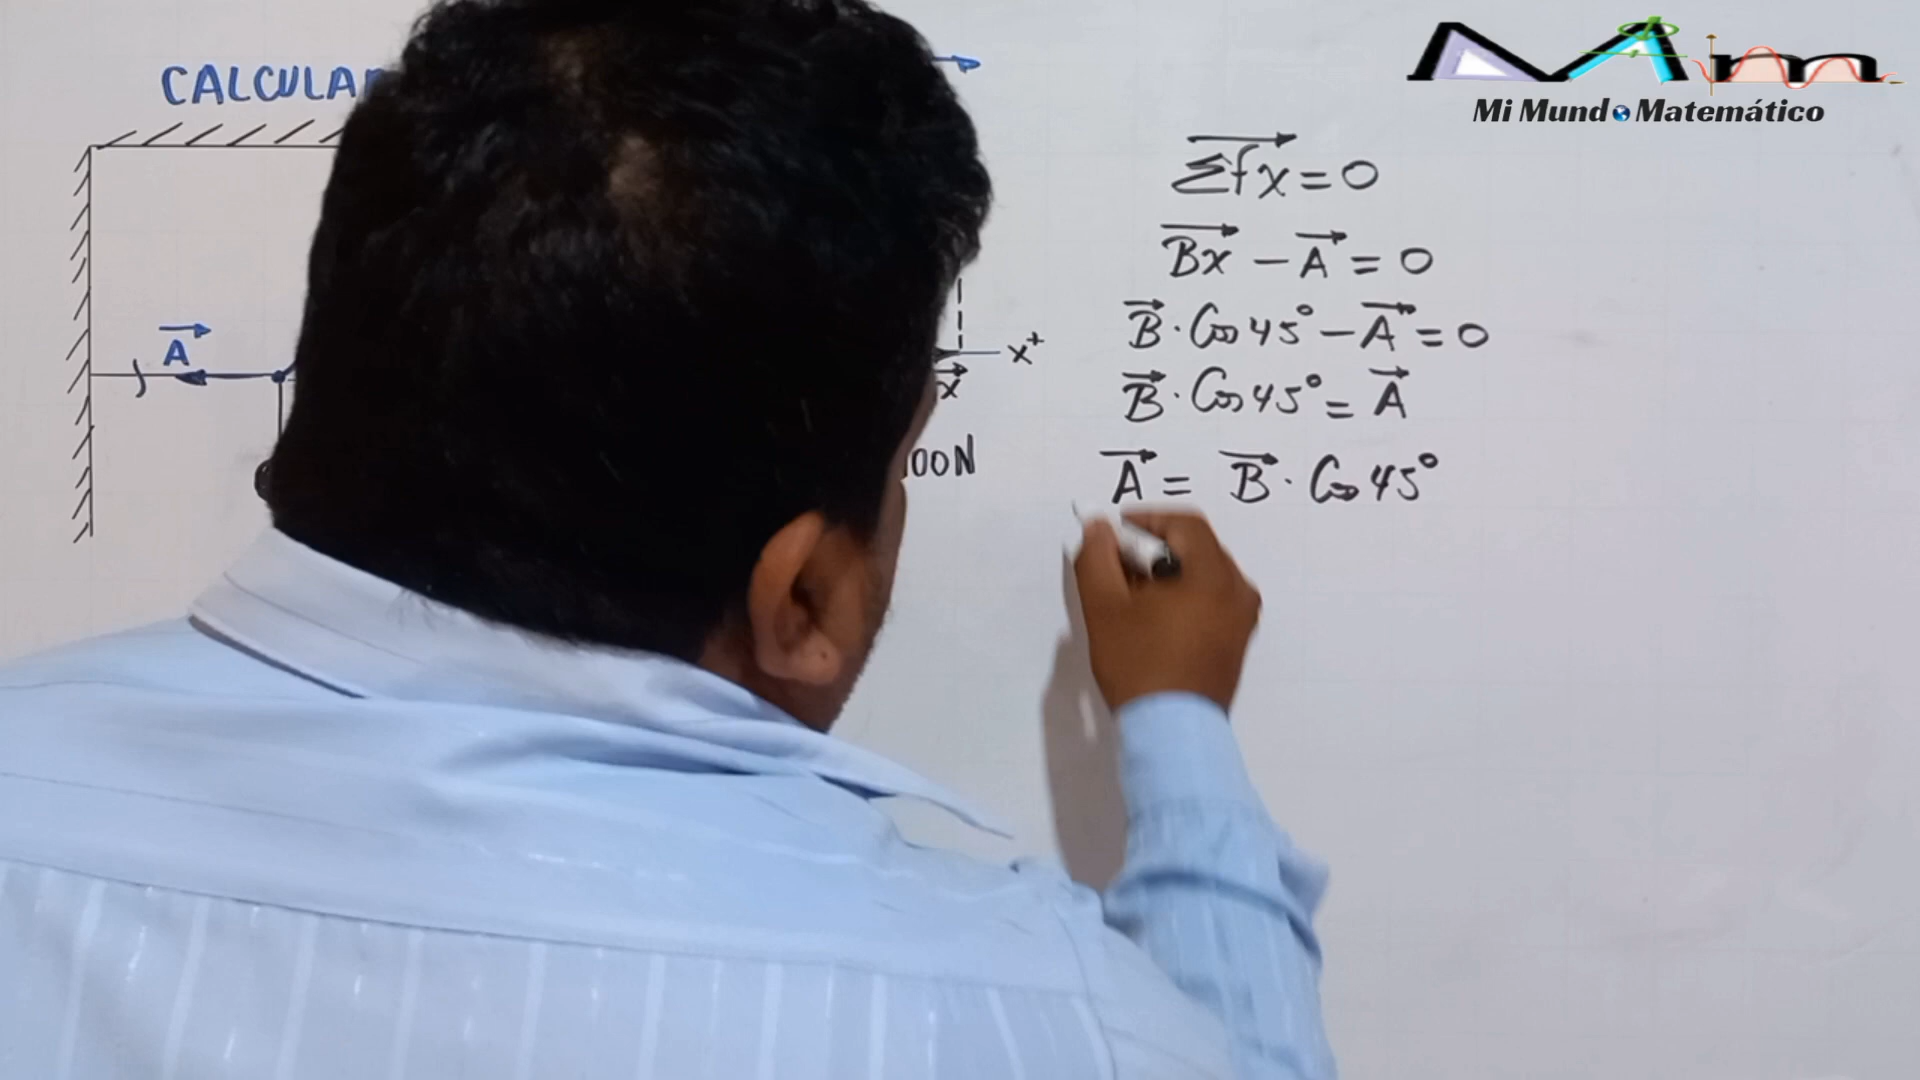 CALCULA
Mi Mundo Matemático
A
x⁺
x
00N
Σfx = 0
Bx - A = 0
B · Cos 45° - A = 0
B · Cos 45° = A
A = B · Cos 45°